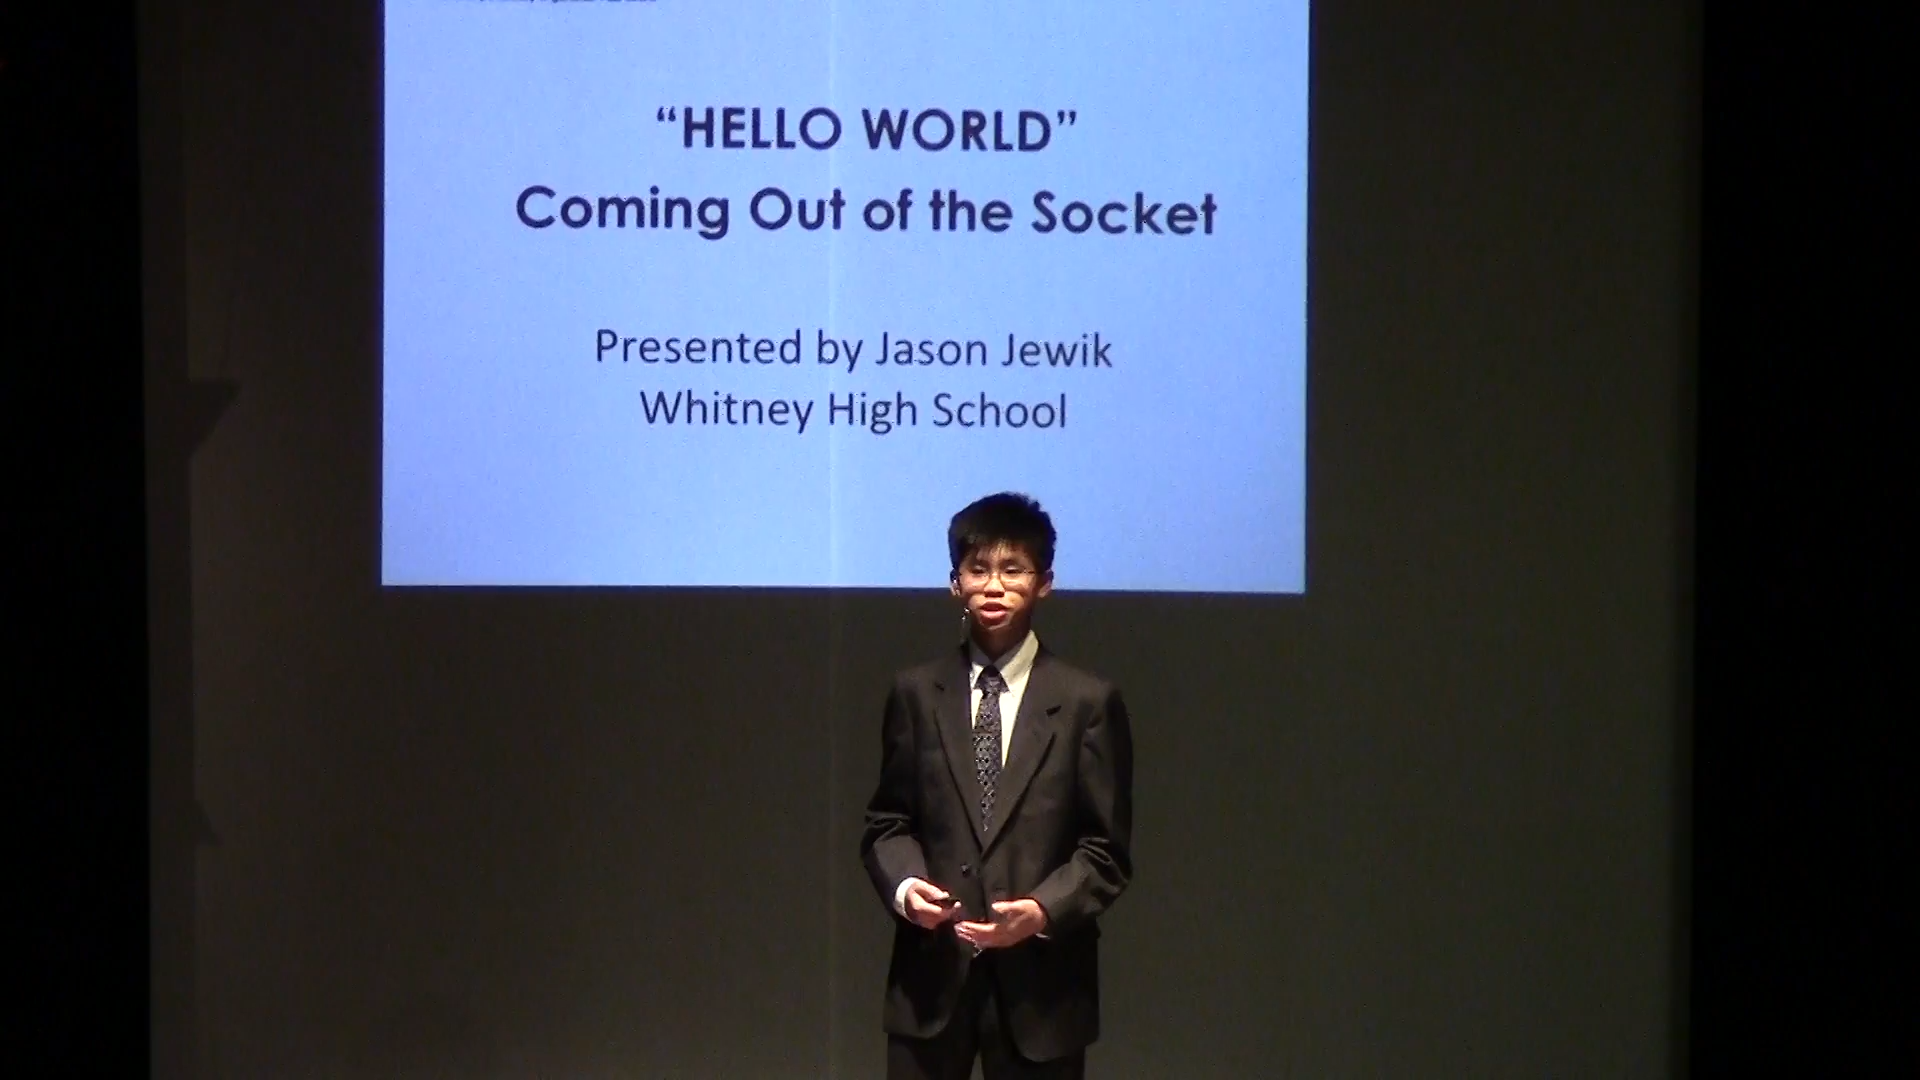 “HELLO WORLD”
Coming Out of the Socket
Presented by Jason Jewik
Whitney High School